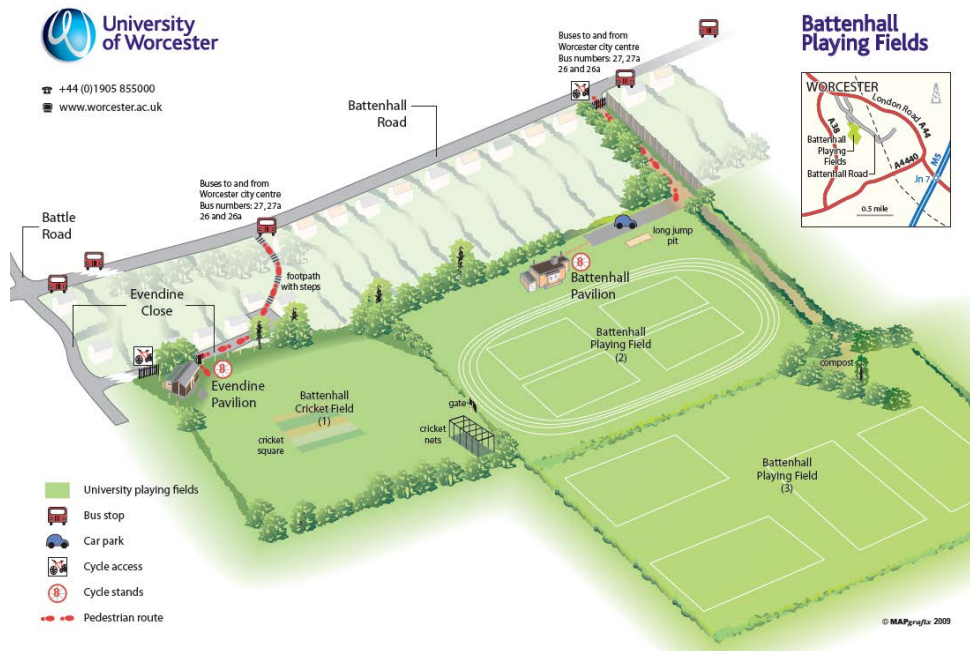 University
of Worcester
+44 (0)1905 855000
www.worcester.ac.uk
Battenhall
Playing Fields
WORCESTER
London Road A44
A38
Battenhall
Playing
Fields
Battenhall Road
A4440
M5
Jn 7
0.5 mile
Buses to and from
Worcester city centre
Bus numbers: 27, 27a
26 and 26a
Battenhall
Road
Buses to and from
Worcester city centre
Bus numbers: 27, 27a
26 and 26a
Battle
Road
Evendine
Close
footpath
with steps
long jump
pit
Battenhall
Pavilion
Battenhall
Playing Field
(2)
compost
Evendine
Pavilion
Battenhall
Cricket Field
(1)
cricket
square
gate
cricket
nets
Battenhall
Playing Field
(3)
University playing fields
Bus stop
Car park
Cycle access
Cycle stands
Pedestrian route
© MAPgrafix 2009